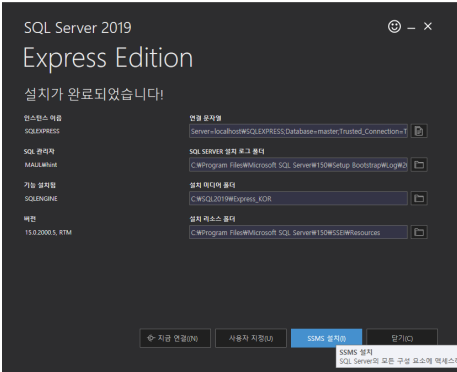 SQL Server 2019
Express Edition
설치가 완료되었습니다!
인스턴스 이름
SQLEXPRESS
연결 문자열
Server=localhost₩SQLEXPRESS;Database=master;Trusted_Connection=T
SQL 관리자
MAUL₩hint
SQL SERVER 설치 로그 폴더
C:₩Program Files₩Microsoft SQL Server₩150₩Setup Bootstrap₩Log₩2
기능 설치됨
SQLENGINE
설치 미디어 폴더
C:₩SQL2019₩Express_KOR
버전
15.0.2000.5, RTM
설치 리소스 폴더
C:₩Program Files₩Microsoft SQL Server₩150₩SSEI₩Resources
지금 연결(N)
사용자 지정(U)
SSMS 설치(I)
닫기(C)
SSMS 설치
SQL Server의 모든 구성 요소에 액세스